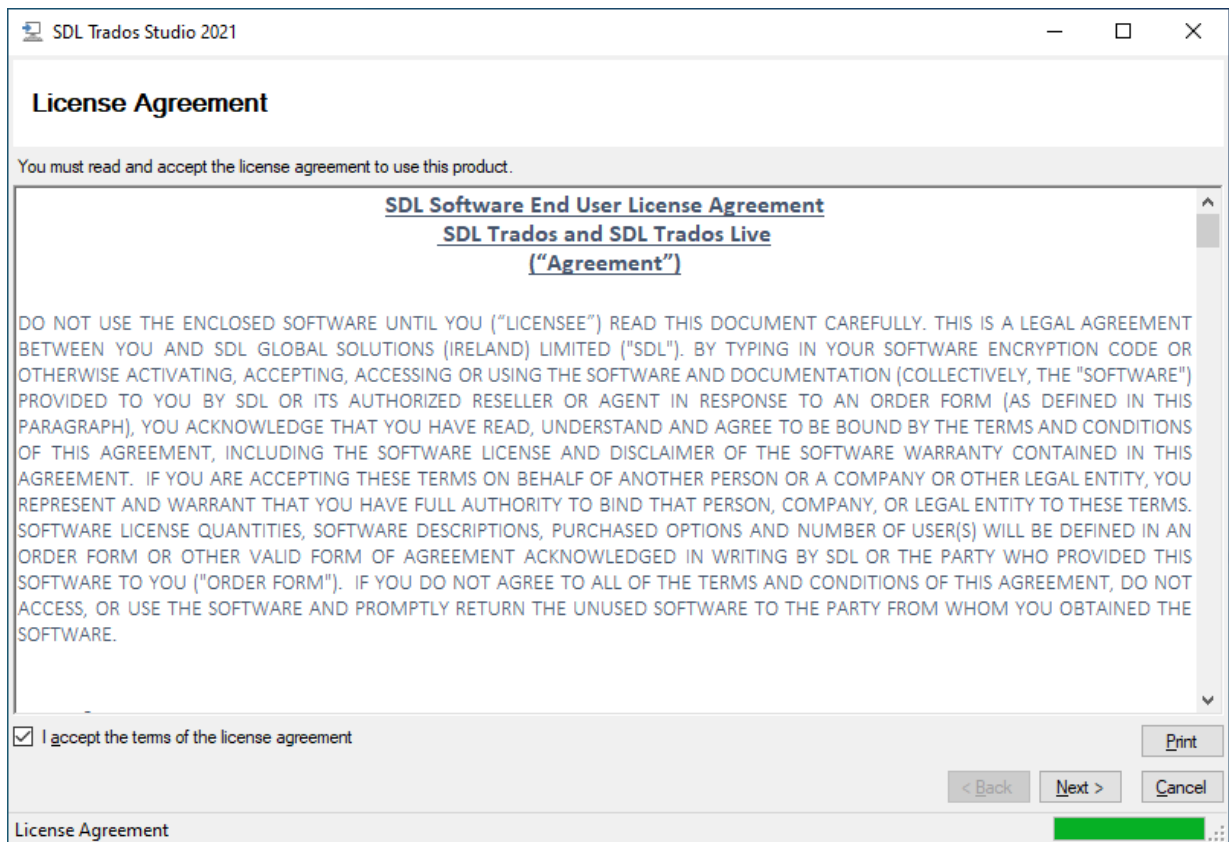 SDL Trados Studio 2021
License Agreement
You must read and accept the license agreement to use this product.
SDL Software End User License Agreement
SDL Trados and SDL Trados Live
(“Agreement”)
DO NOT USE THE ENCLOSED SOFTWARE UNTIL YOU (“LICENSEE”) READ THIS DOCUMENT CAREFULLY. THIS IS A LEGAL AGREEMENT
BETWEEN YOU AND SDL GLOBAL SOLUTIONS (IRELAND) LIMITED ("SDL"). BY TYPING IN YOUR SOFTWARE ENCRYPTION CODE OR
OTHERWISE ACTIVATING, ACCEPTING, ACCESSING OR USING THE SOFTWARE AND DOCUMENTATION (COLLECTIVELY, THE "SOFTWARE")
PROVIDED TO YOU BY SDL OR ITS AUTHORIZED RESELLER OR AGENT IN RESPONSE TO AN ORDER FORM (AS DEFINED IN THIS
PARAGRAPH), YOU ACKNOWLEDGE THAT YOU HAVE READ, UNDERSTAND AND AGREE TO BE BOUND BY THE TERMS AND CONDITIONS
OF THIS AGREEMENT, INCLUDING THE SOFTWARE LICENSE AND DISCLAIMER OF THE SOFTWARE WARRANTY CONTAINED IN THIS
AGREEMENT. IF YOU ARE ACCEPTING THESE TERMS ON BEHALF OF ANOTHER PERSON OR A COMPANY OR OTHER LEGAL ENTITY, YOU
REPRESENT AND WARRANT THAT YOU HAVE FULL AUTHORITY TO BIND THAT PERSON, COMPANY, OR LEGAL ENTITY TO THESE TERMS.
SOFTWARE LICENSE QUANTITIES, SOFTWARE DESCRIPTIONS, PURCHASED OPTIONS AND NUMBER OF USER(S) WILL BE DEFINED IN AN
ORDER FORM OR OTHER VALID FORM OF AGREEMENT ACKNOWLEDGED IN WRITING BY SDL OR THE PARTY WHO PROVIDED THIS
SOFTWARE TO YOU ("ORDER FORM"). IF YOU DO NOT AGREE TO ALL OF THE TERMS AND CONDITIONS OF THIS AGREEMENT, DO NOT
ACCESS, OR USE THE SOFTWARE AND PROMPTLY RETURN THE UNUSED SOFTWARE TO THE PARTY FROM WHOM YOU OBTAINED THE
SOFTWARE.
I accept the terms of the license agreement
Print
< Back
Next >
Cancel
License Agreement